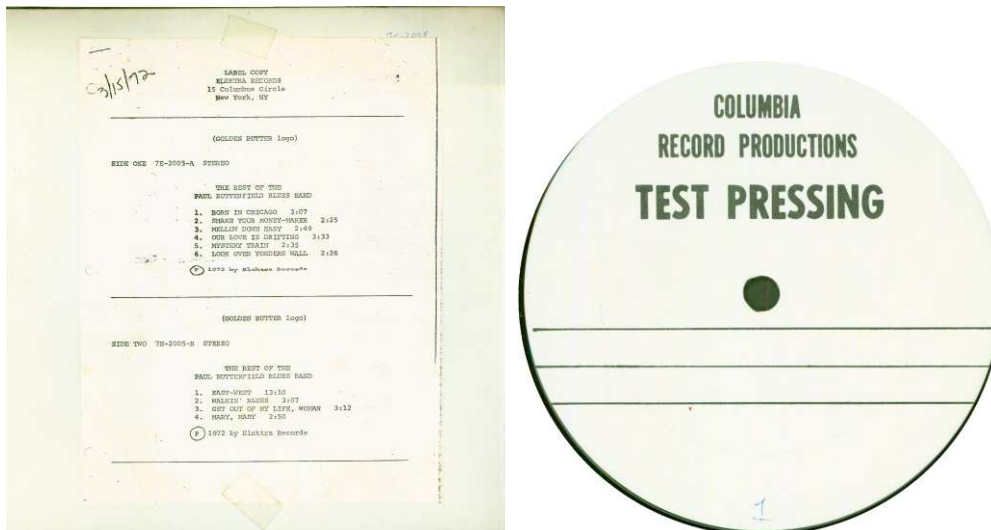 3/15/72
LABEL COPY
ELEKTRA RECORDS
15 Columbus Circle
New York, NY
(GOLDEN BUTTER logo)
SIDE ONE 7E-2005-A STEREO
THE BEST OF THE
PAUL BUTTERFIELD BLUES BAND
1. BORN IN CHICAGO 3:07
2. SHAKE YOUR MONEY-MAKER 2:25
3. MELLOW DOWN EASY 2:48
4. OUR LOVE IS DRIFTING 3:33
5. MYSTERY TRAIN 2:35
6. LOOK OVER YONDERS WALL 2:26
P 1972 by Elektra Records
(GOLDEN BUTTER logo)
SIDE TWO 7E-2005-B STEREO
THE BEST OF THE
PAUL BUTTERFIELD BLUES BAND
1. EAST-WEST 13:10
2. WALKIN' BLUES 3:07
3. GET OUT OF MY LIFE, WOMAN 3:12
4. MARY, MARY 2:50
P 1972 by Elektra Records
COLUMBIA
RECORD PRODUCTIONS
TEST PRESSING
1